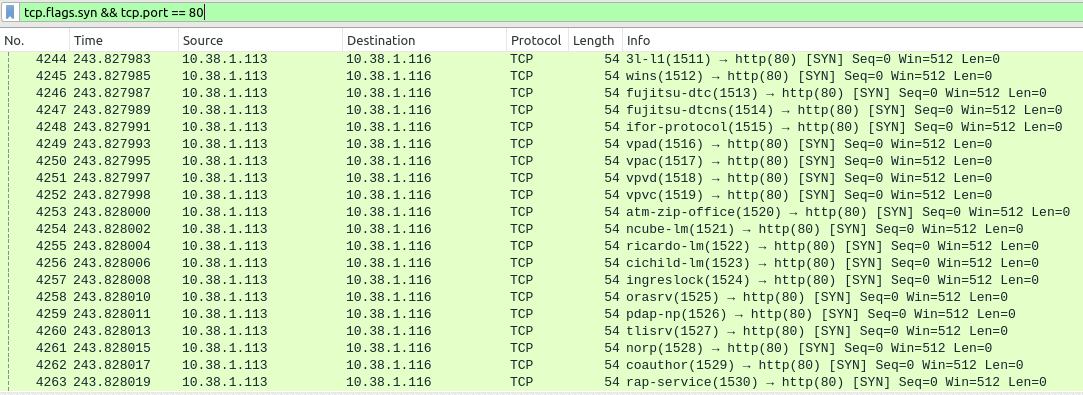 tcp.flags.syn && tcp.port == 80
No. Time Source Destination Protocol Length Info
4244 243.827983 10.38.1.113 10.38.1.116 TCP 54 3l-l1(1511) → http(80) [SYN] Seq=0 Win=512 Len=0
4245 243.827985 10.38.1.113 10.38.1.116 TCP 54 wins(1512) → http(80) [SYN] Seq=0 Win=512 Len=0
4246 243.827987 10.38.1.113 10.38.1.116 TCP 54 fujitsu-dtc(1513) → http(80) [SYN] Seq=0 Win=512 Len=0
4247 243.827989 10.38.1.113 10.38.1.116 TCP 54 fujitsu-dtcns(1514) → http(80) [SYN] Seq=0 Win=512 Len=0
4248 243.827991 10.38.1.113 10.38.1.116 TCP 54 ifor-protocol(1515) → http(80) [SYN] Seq=0 Win=512 Len=0
4249 243.827993 10.38.1.113 10.38.1.116 TCP 54 vpad(1516) → http(80) [SYN] Seq=0 Win=512 Len=0
4250 243.827995 10.38.1.113 10.38.1.116 TCP 54 vpac(1517) → http(80) [SYN] Seq=0 Win=512 Len=0
4251 243.827997 10.38.1.113 10.38.1.116 TCP 54 vpvd(1518) → http(80) [SYN] Seq=0 Win=512 Len=0
4252 243.827998 10.38.1.113 10.38.1.116 TCP 54 vpvc(1519) → http(80) [SYN] Seq=0 Win=512 Len=0
4253 243.828000 10.38.1.113 10.38.1.116 TCP 54 atm-zip-office(1520) → http(80) [SYN] Seq=0 Win=512 Len=0
4254 243.828002 10.38.1.113 10.38.1.116 TCP 54 ncube-lm(1521) → http(80) [SYN] Seq=0 Win=512 Len=0
4255 243.828004 10.38.1.113 10.38.1.116 TCP 54 ricardo-lm(1522) → http(80) [SYN] Seq=0 Win=512 Len=0
4256 243.828006 10.38.1.113 10.38.1.116 TCP 54 cichild-lm(1523) → http(80) [SYN] Seq=0 Win=512 Len=0
4257 243.828008 10.38.1.113 10.38.1.116 TCP 54 ingreslock(1524) → http(80) [SYN] Seq=0 Win=512 Len=0
4258 243.828010 10.38.1.113 10.38.1.116 TCP 54 orasrv(1525) → http(80) [SYN] Seq=0 Win=512 Len=0
4259 243.828011 10.38.1.113 10.38.1.116 TCP 54 pdap-np(1526) → http(80) [SYN] Seq=0 Win=512 Len=0
4260 243.828013 10.38.1.113 10.38.1.116 TCP 54 tlisrv(1527) → http(80) [SYN] Seq=0 Win=512 Len=0
4261 243.828015 10.38.1.113 10.38.1.116 TCP 54 norp(1528) → http(80) [SYN] Seq=0 Win=512 Len=0
4262 243.828017 10.38.1.113 10.38.1.116 TCP 54 coauthor(1529) → http(80) [SYN] Seq=0 Win=512 Len=0
4263 243.828019 10.38.1.113 10.38.1.116 TCP 54 rap-service(1530) → http(80) [SYN] Seq=0 Win=512 Len=0